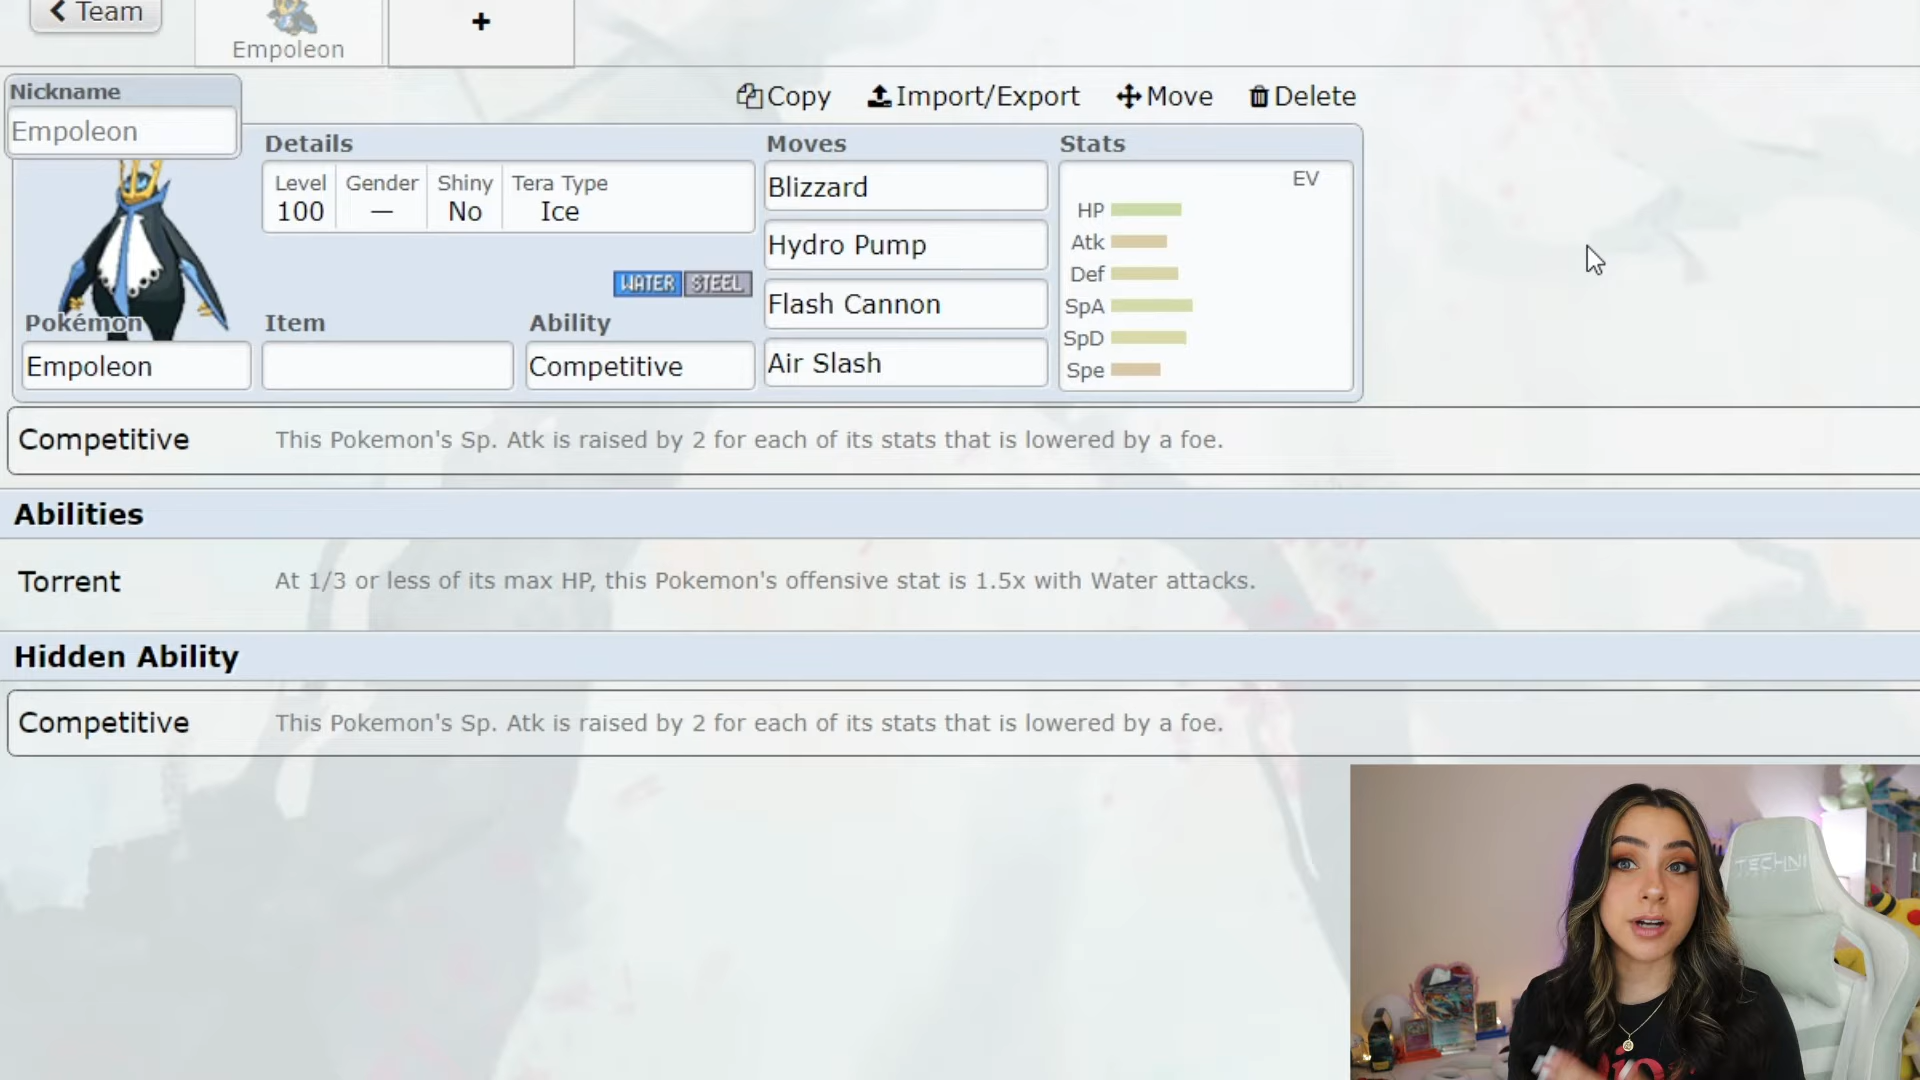 Team
Empoleon
+
Nickname
Empoleon
Copy
Import/Export
Move
Delete
Details
Moves
Stats
Level
Gender
Shiny
Tera Type
100
—
No
Ice
Blizzard
EV
HP
Atk
Hydro Pump
Def
WATER
STEEL
Flash Cannon
SpA
Pokémon
Item
Ability
SpD
Empoleon
Competitive
Air Slash
Spe
Competitive
This Pokemon's Sp. Atk is raised by 2 for each of its stats that is lowered by a foe.
Abilities
Torrent
At 1/3 or less of its max HP, this Pokemon's offensive stat is 1.5x with Water attacks.
Hidden Ability
Competitive
This Pokemon's Sp. Atk is raised by 2 for each of its stats that is lowered by a foe.
TECHNI